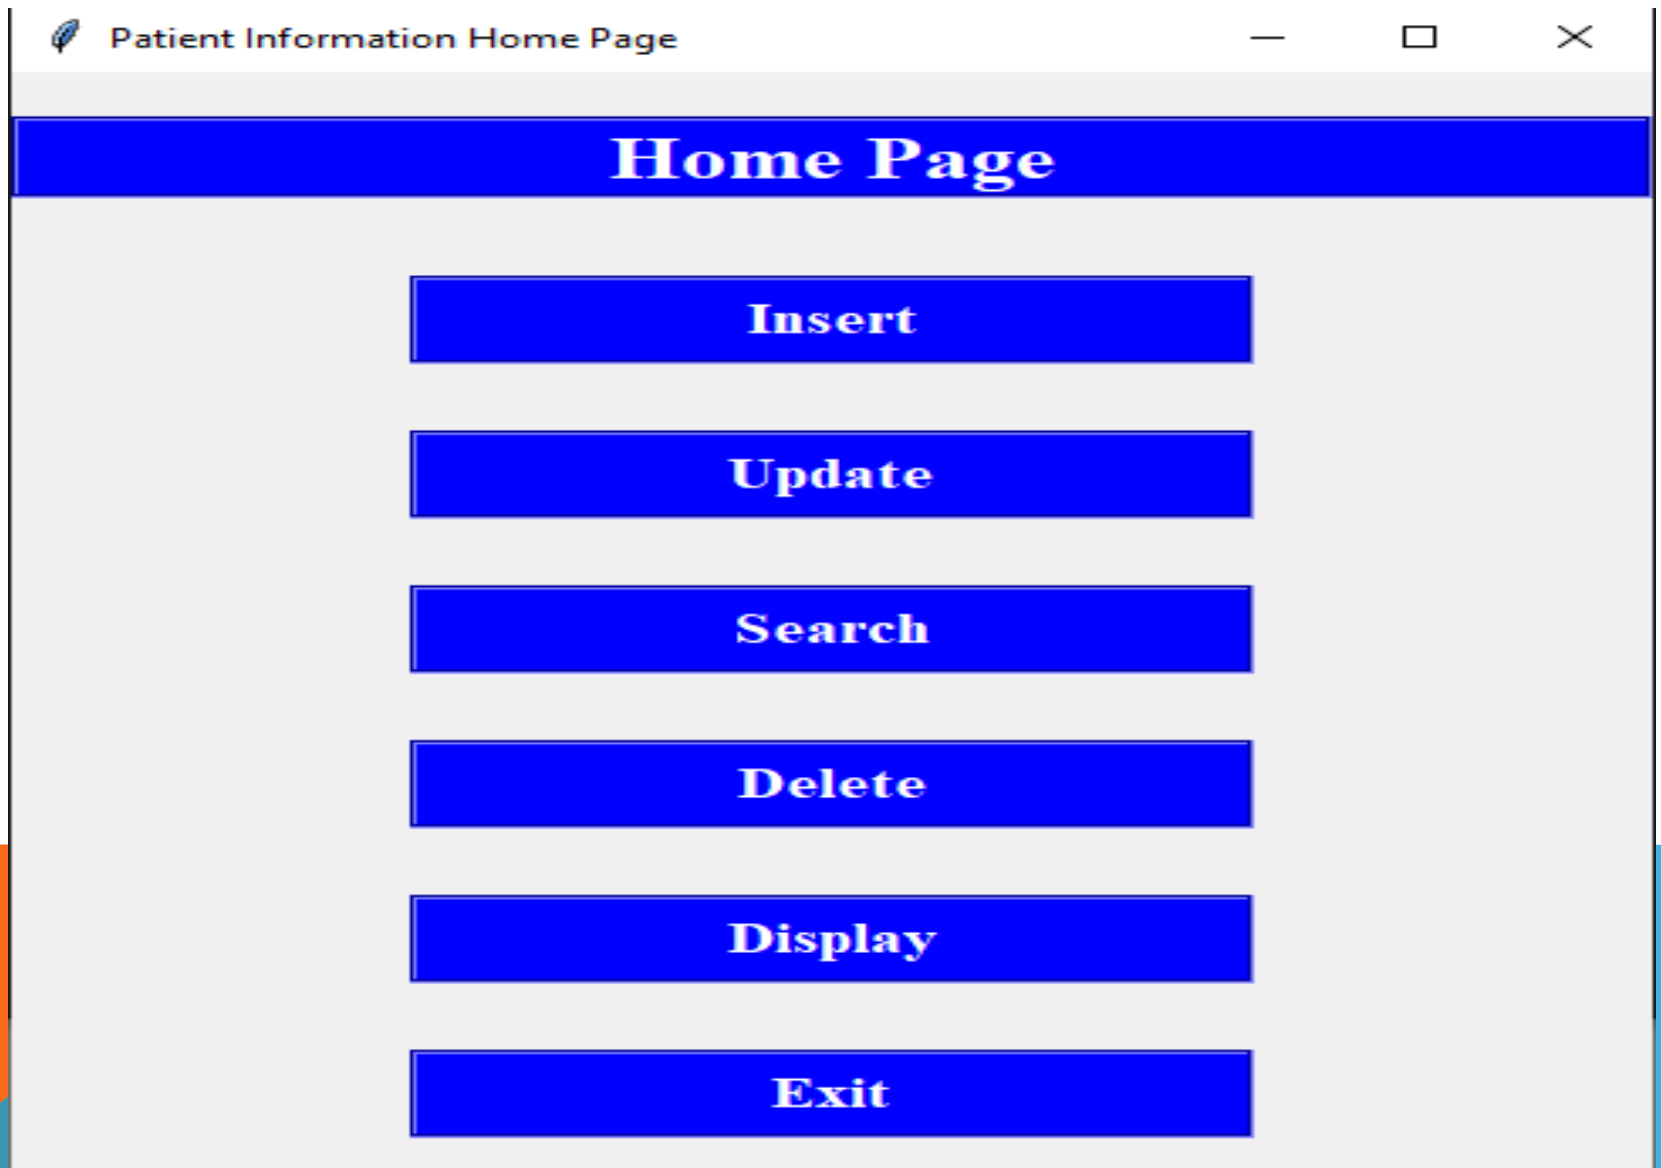 Patient Information Home Page
Home Page
Insert
Update
Search
Delete
Display
Exit